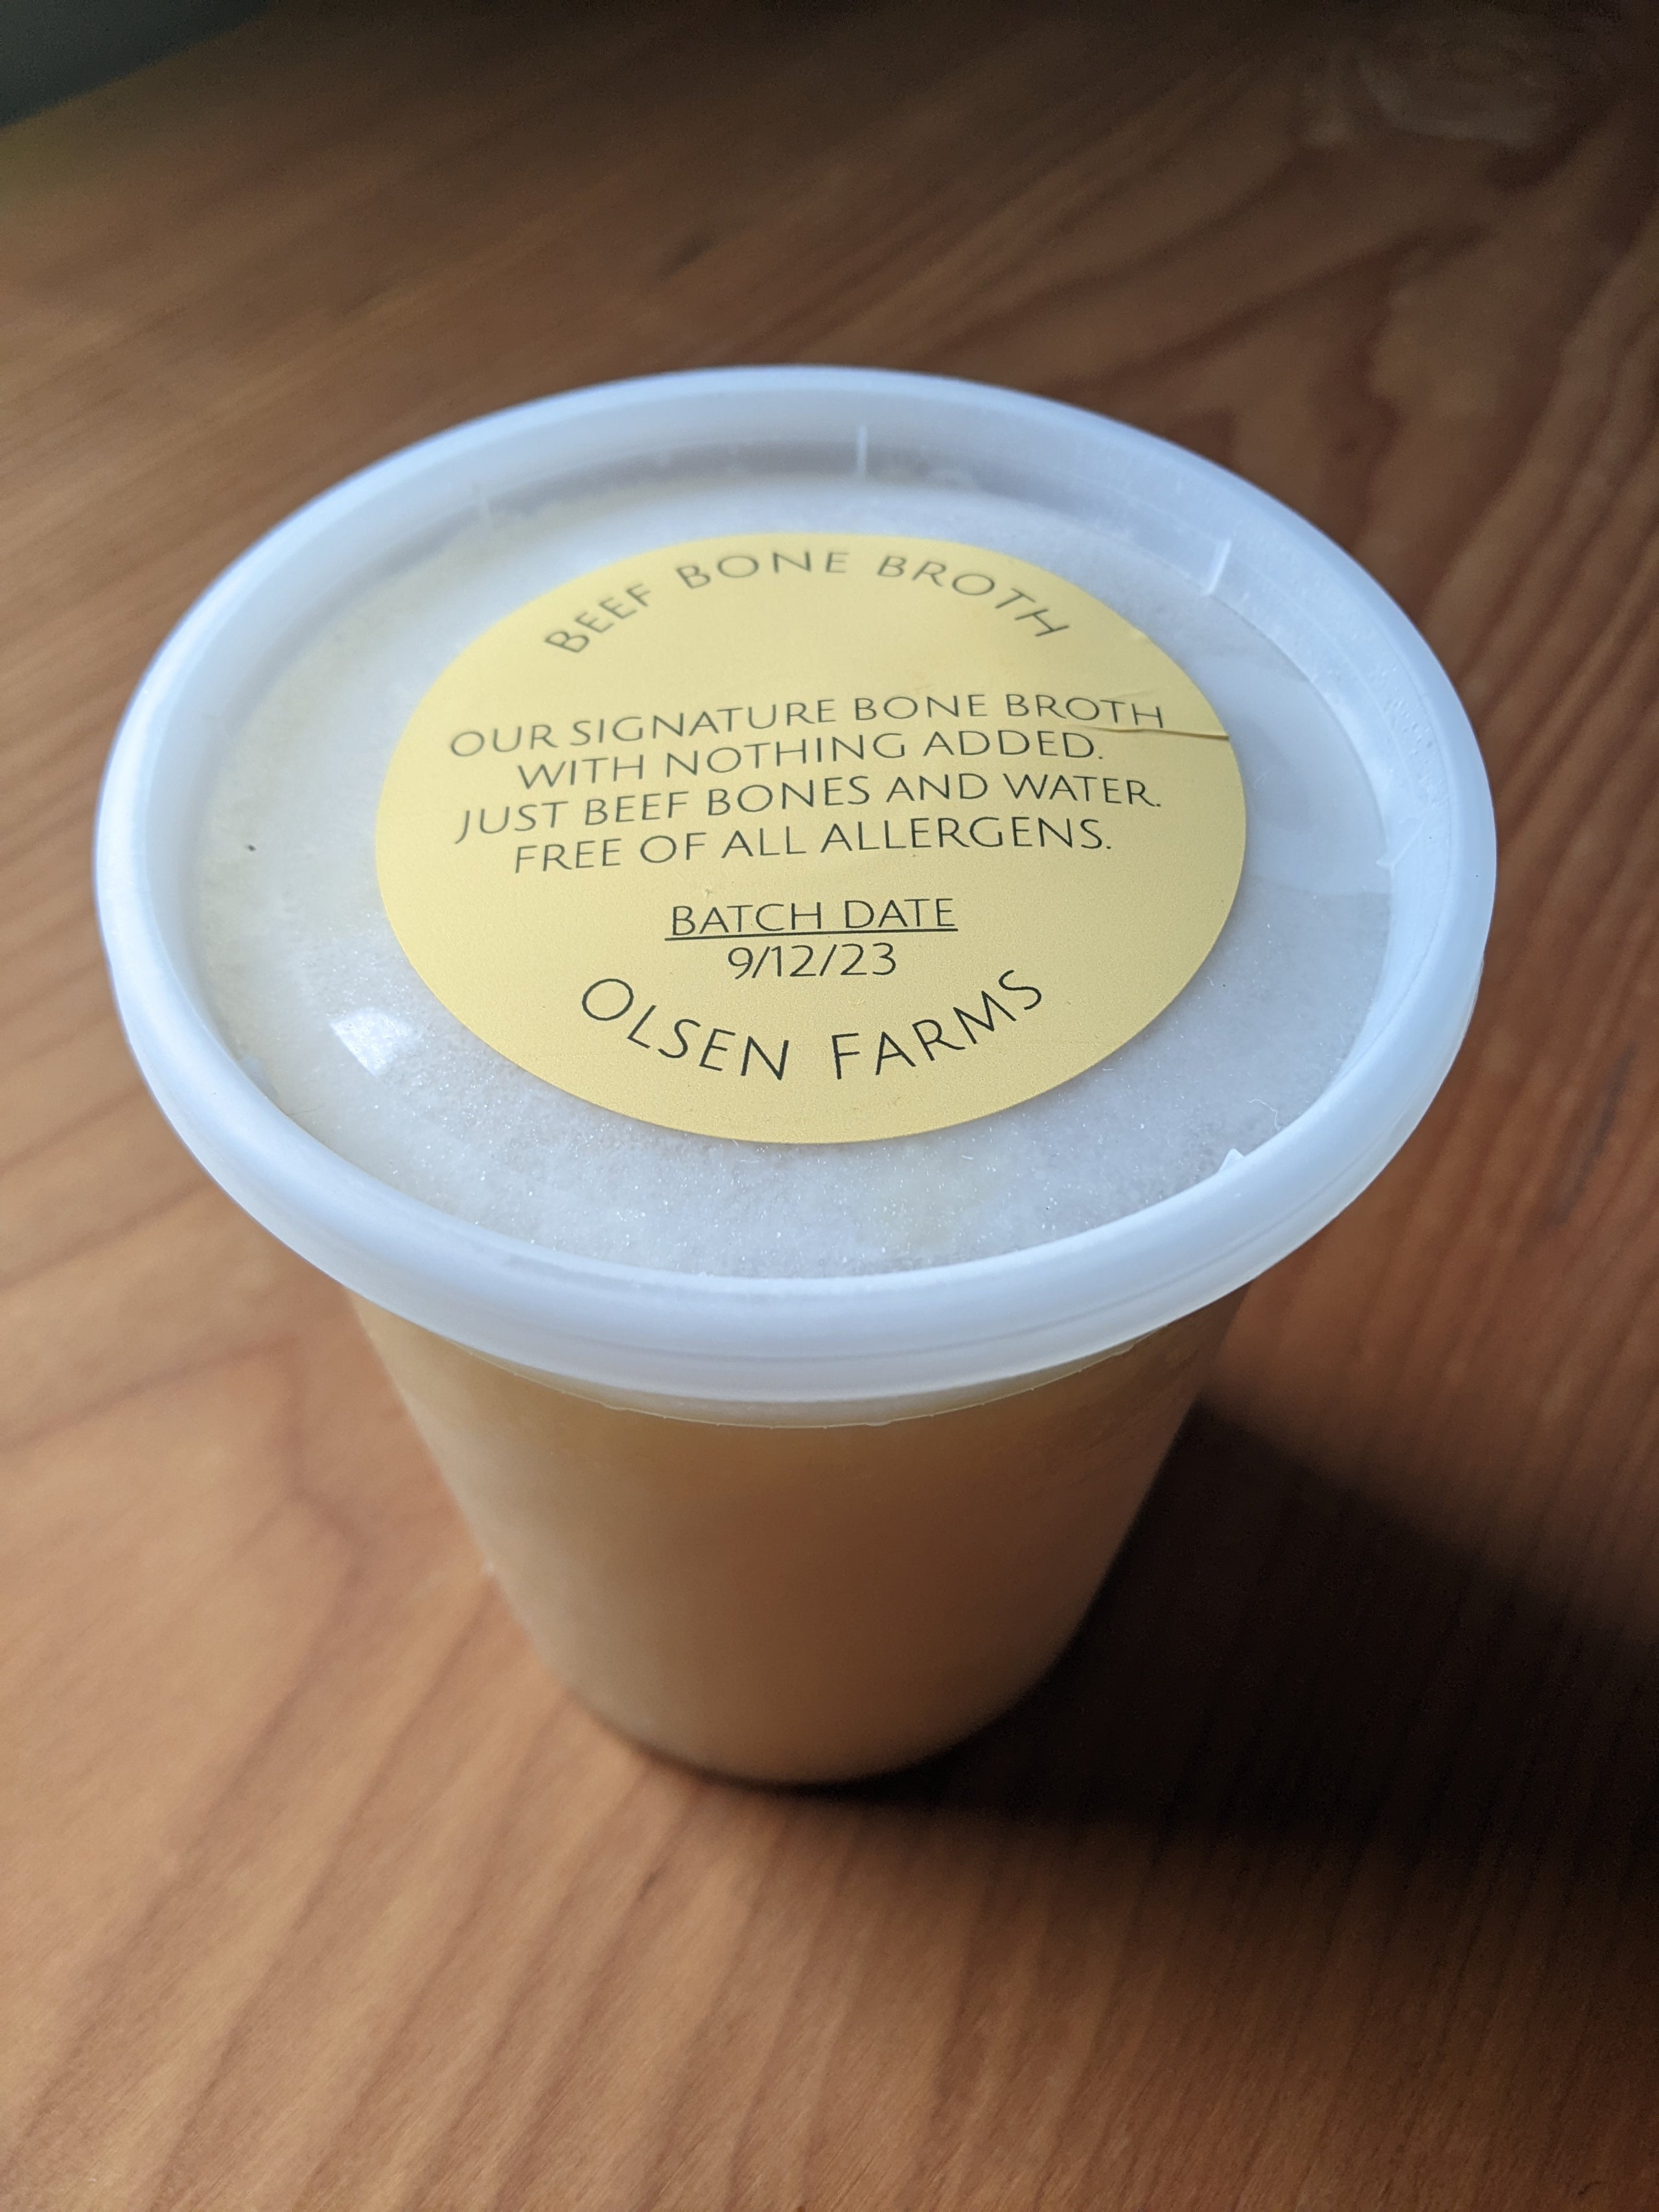 BEEF BONE BROTH
OUR SIGNATURE BONE BROTH
WITH NOTHING ADDED.
JUST BEEF BONES AND WATER.
FREE OF ALL ALLERGENS.
BATCH DATE
9/12/23
OLSEN FARMS